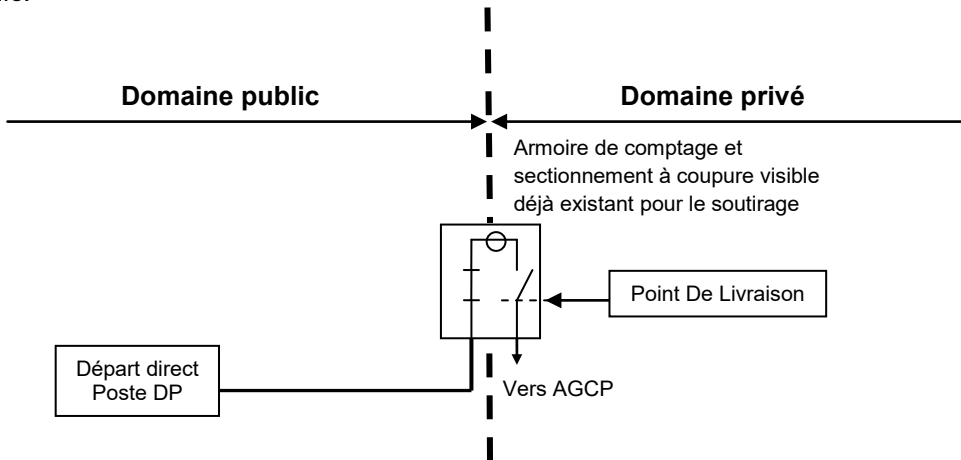 Domaine public
Domaine privé
Armoire de comptage et
sectionnement à coupure visible
déjà existant pour le soutirage
Point De Livraison
Départ direct
Poste DP
Vers AGCP